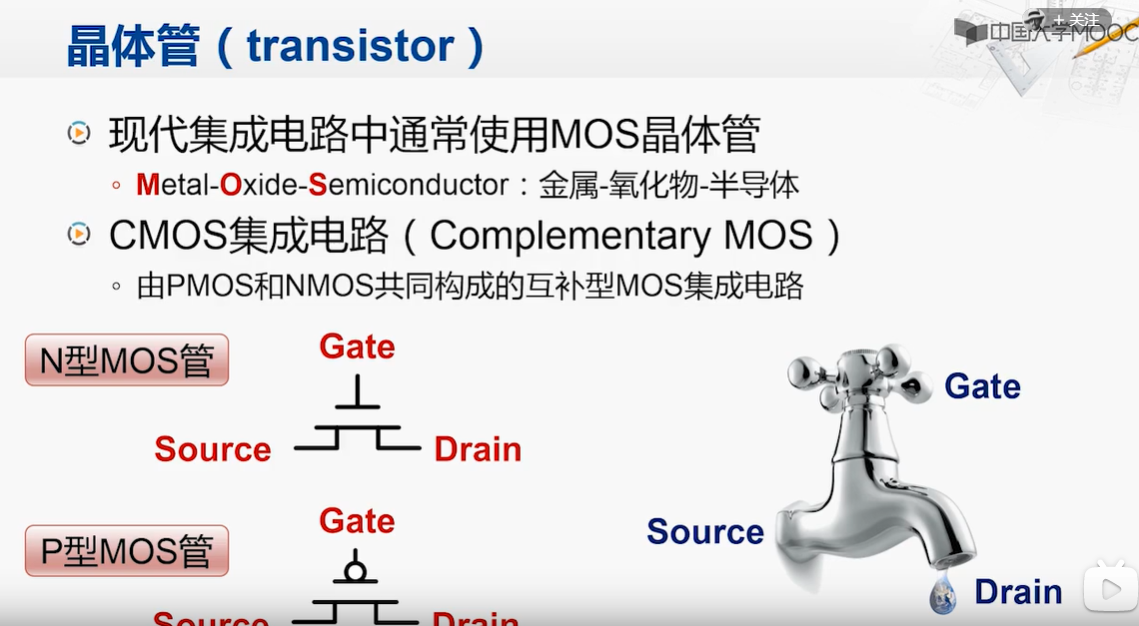 晶体管（transistor）
+ 关注
中国大学MOOC
现代集成电路中通常使用MOS晶体管
Metal-Oxide-Semiconductor：金属-氧化物-半导体
CMOS集成电路（Complementary MOS）
由PMOS和NMOS共同构成的互补型MOS集成电路
N型MOS管
Gate
Source
Drain
P型MOS管
Gate
Source
Drain
Gate
Source
Drain